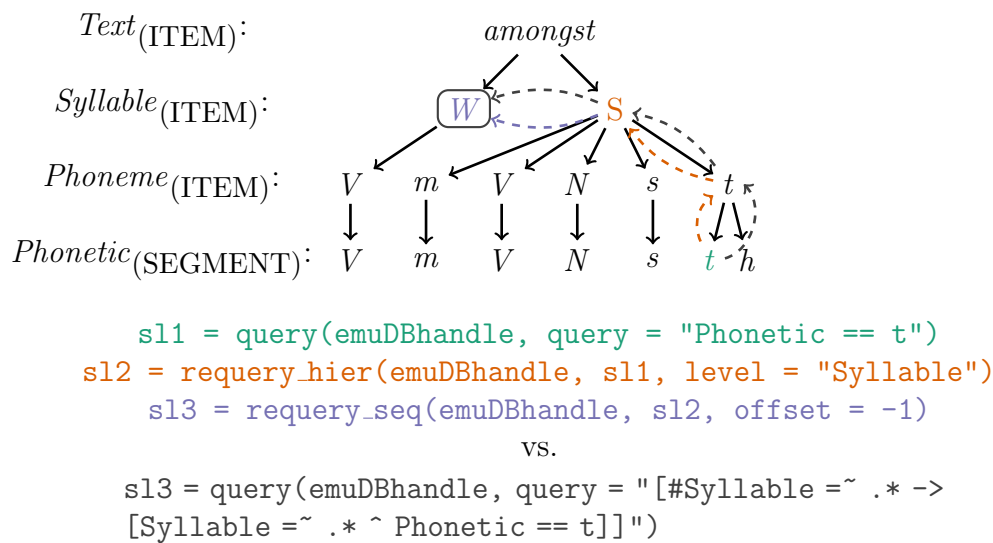 Text(ITEM): amongst
Syllable(ITEM): W S
Phoneme(ITEM): V m V N s t
Phonetic(SEGMENT): V m V N s t h
sl1 = query(emuDBhandle, query = "Phonetic == t")
sl2 = requery_hier(emuDBhandle, sl1, level = "Syllable")
sl3 = requery_seq(emuDBhandle, sl2, offset = -1)
vs.
sl3 = query(emuDBhandle, query = "[#Syllable =~ .* ->
[Syllable =~ .* ^ Phonetic == t]]")